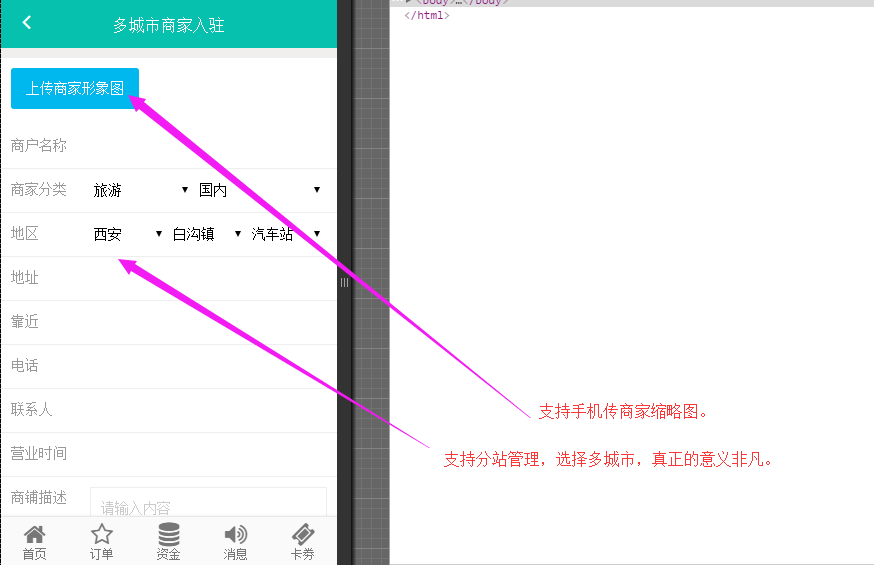 <body>…</body>
</html>
多城市商家入驻
上传商家形象图
商户名称
商家分类 旅游 国内
地区 西安 白沟镇 汽车站
地址
靠近
电话
联系人
营业时间
商铺描述 请输入内容
首页 订单 资金 消息 卡券
支持手机传商家缩略图。
支持分站管理，选择多城市，真正的意义非凡。